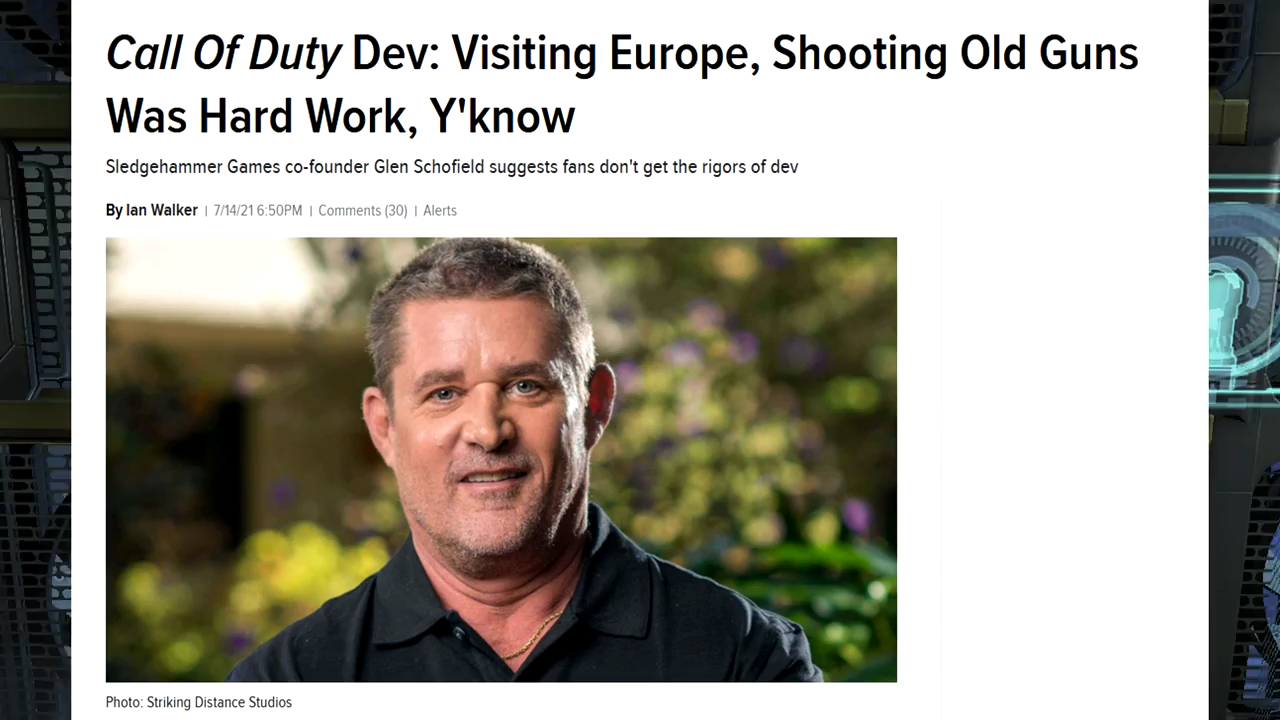 Call Of Duty Dev: Visiting Europe, Shooting Old Guns
Was Hard Work, Y'know
Sledgehammer Games co-founder Glen Schofield suggests fans don't get the rigors of dev
By Ian Walker | 7/14/21 6:50PM | Comments (30) | Alerts
Photo: Striking Distance Studios